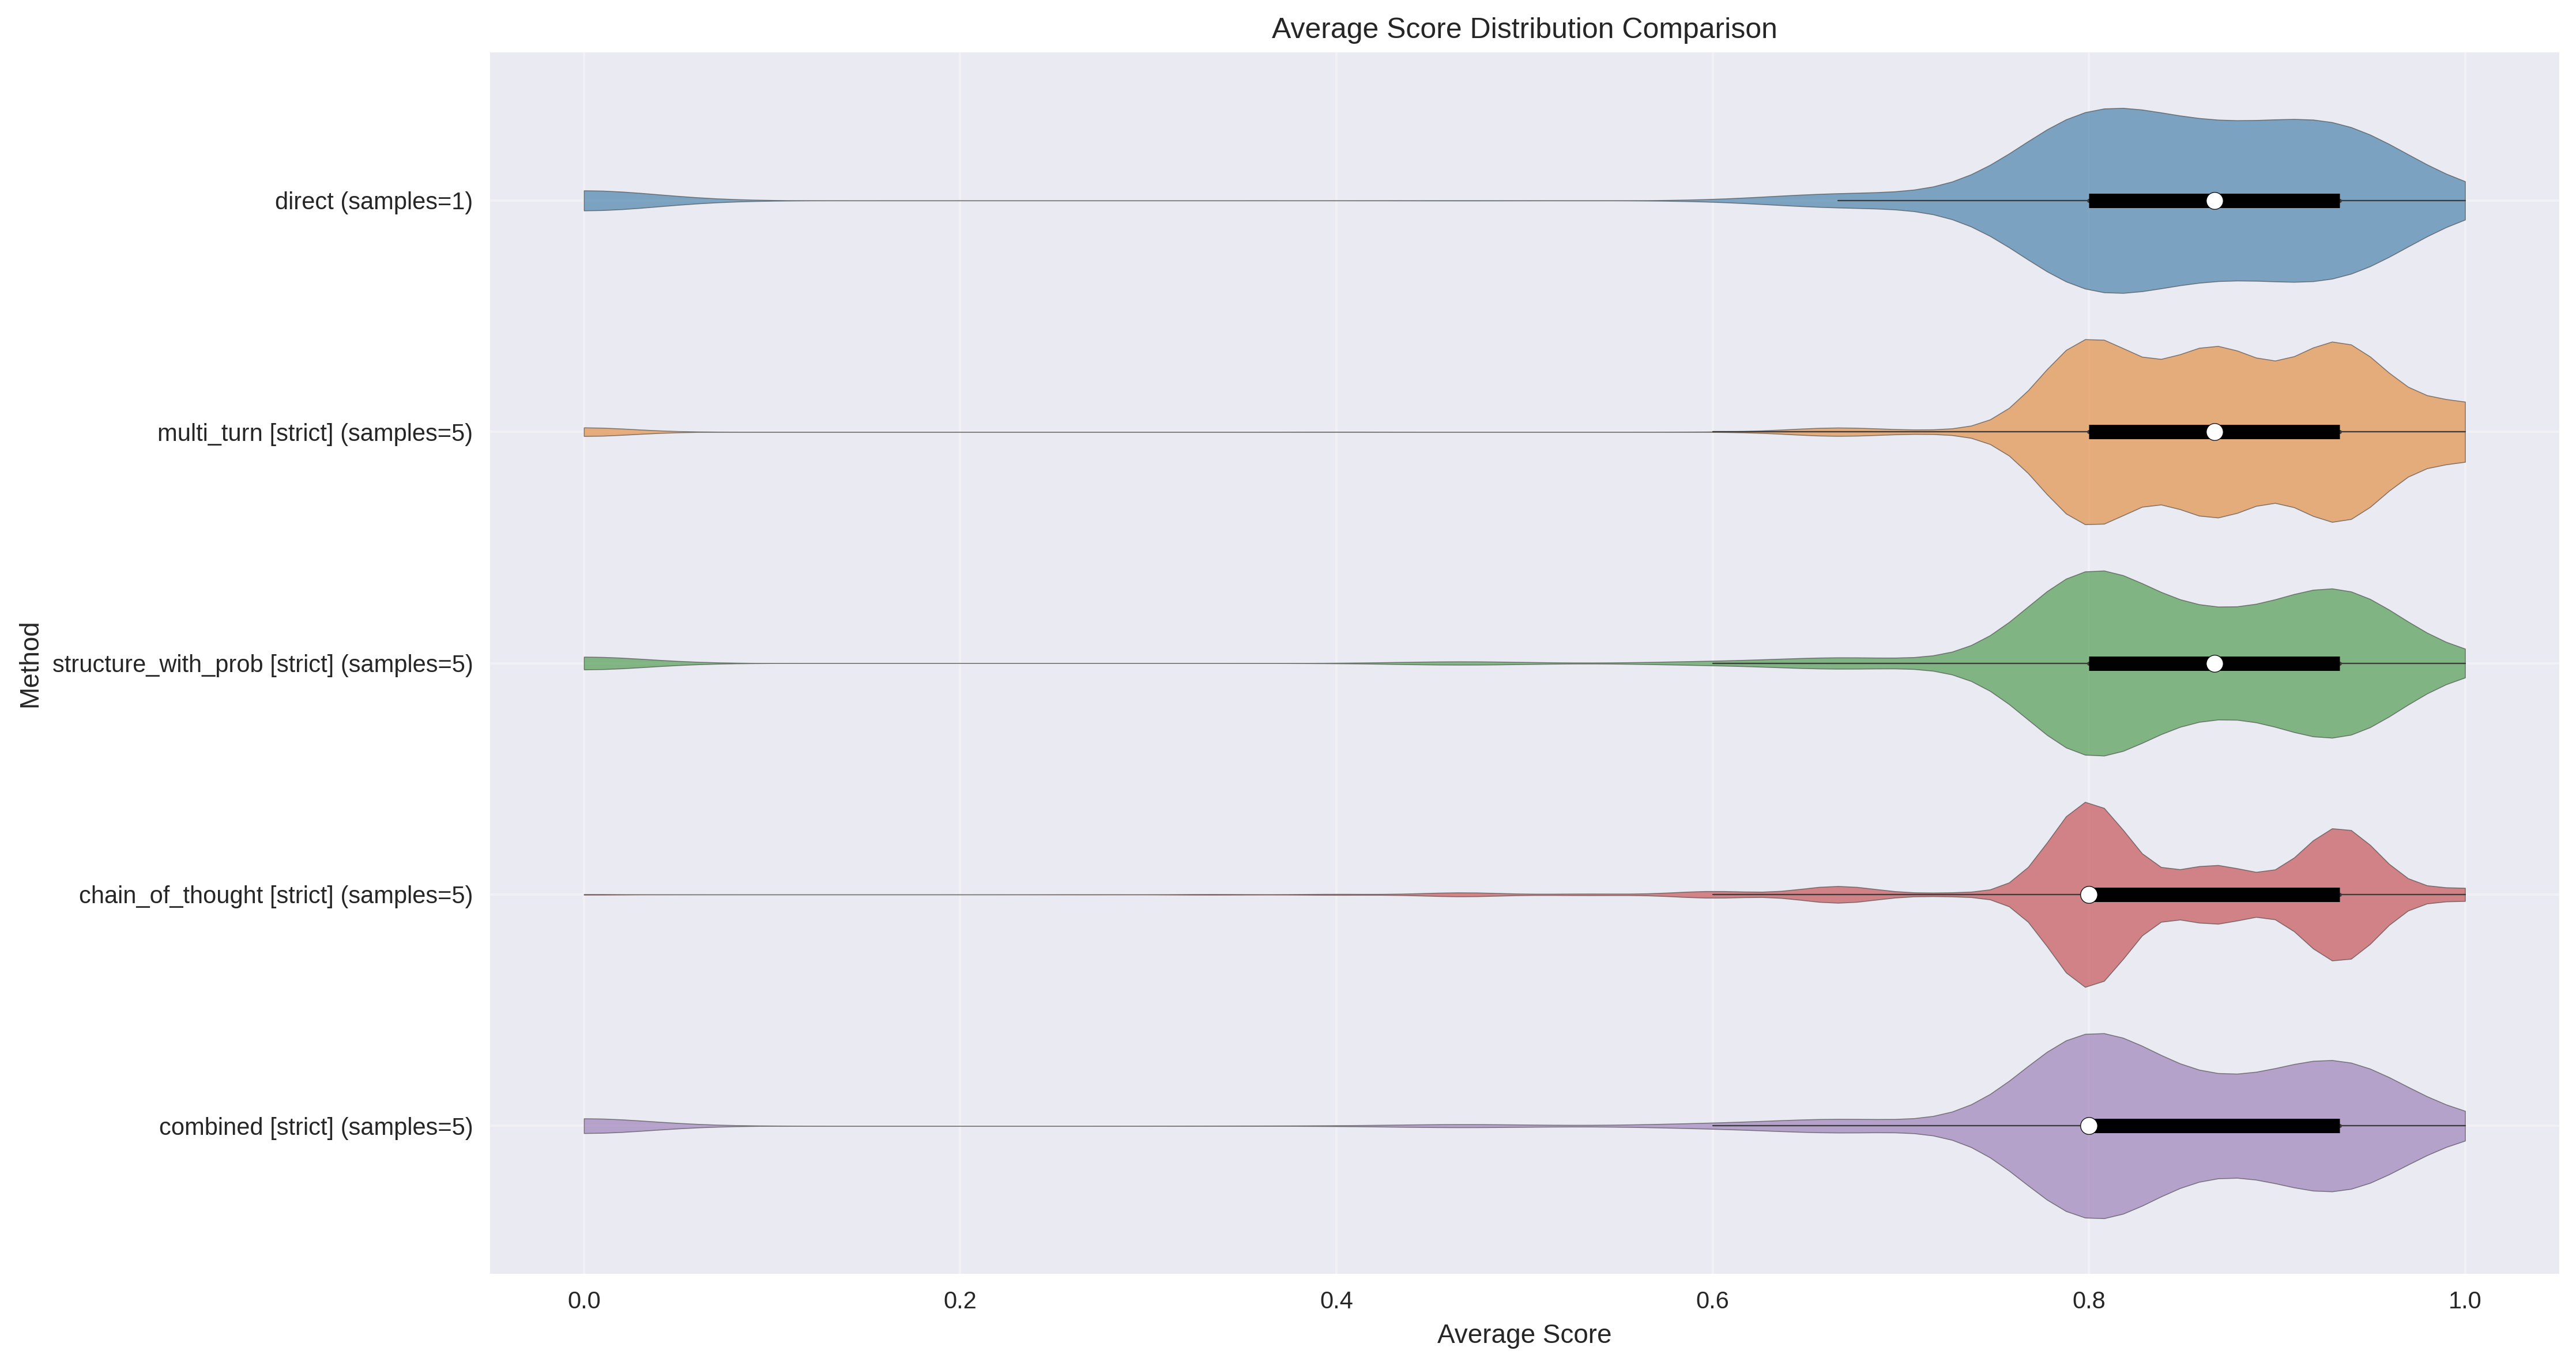 Average Score Distribution Comparison
Method
direct (samples=1)
multi_turn [strict] (samples=5)
structure_with_prob [strict] (samples=5)
chain_of_thought [strict] (samples=5)
combined [strict] (samples=5)
0.0 0.2 0.4 0.6 0.8 1.0
Average Score